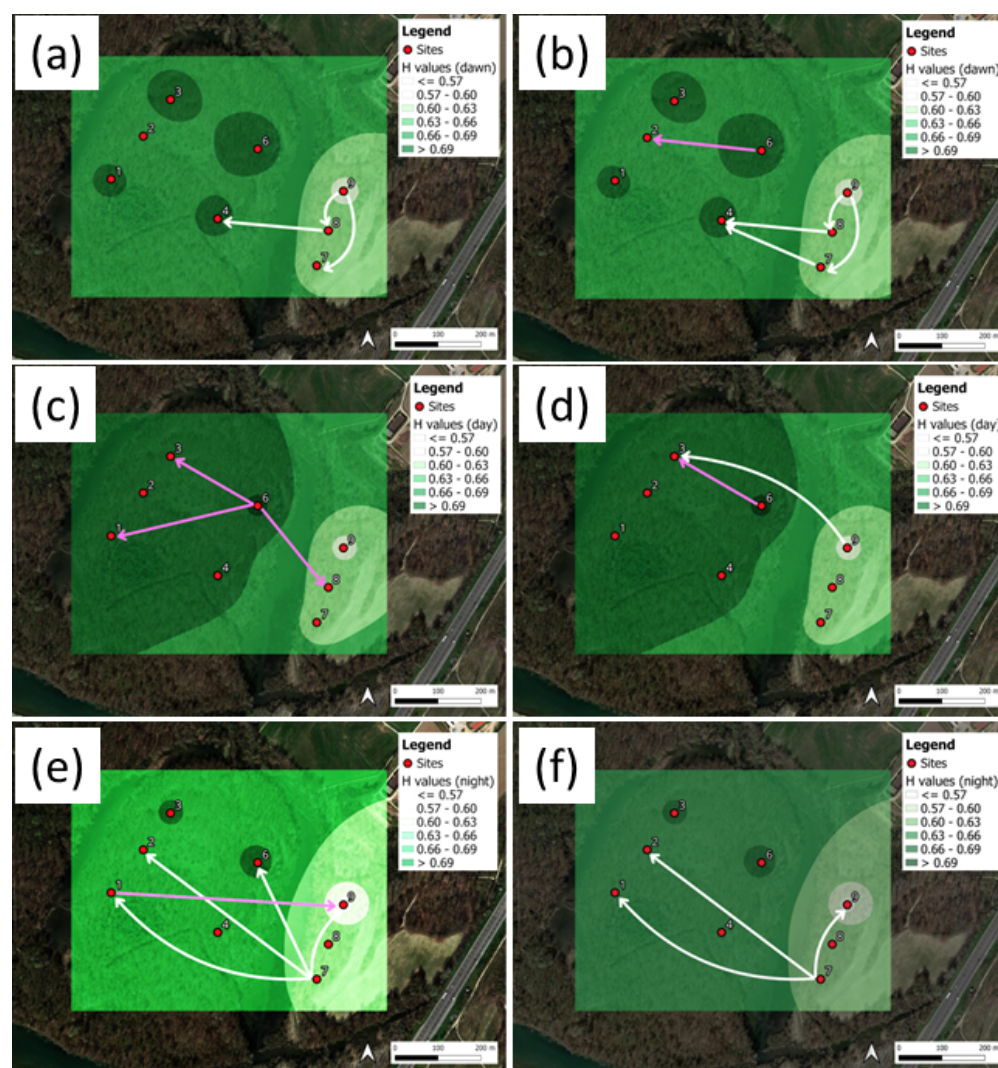 (a)
Legend
Sites
H values (dawn)
<= 0.57
0.57 - 0.60
0.60 - 0.63
0.63 - 0.66
0.66 - 0.69
> 0.69
3
2
6
1
9
4
8
7
0 100 200 m
(b)
Legend
Sites
H values (dawn)
<= 0.57
0.57 - 0.60
0.60 - 0.63
0.63 - 0.66
0.66 - 0.69
> 0.69
3
2
6
1
9
4
8
7
0 100 200 m
(c)
Legend
Sites
H values (day)
<= 0.57
0.57 - 0.60
0.60 - 0.63
0.63 - 0.66
0.66 - 0.69
> 0.69
3
2
6
1
9
4
8
7
0 100 200 m
(d)
Legend
Sites
H values (day)
<= 0.57
0.57 - 0.60
0.60 - 0.63
0.63 - 0.66
0.66 - 0.69
> 0.69
3
2
6
1
9
4
8
7
0 100 200 m
(e)
Legend
Sites
H values (night)
<= 0.57
0.57 - 0.60
0.60 - 0.63
0.63 - 0.66
0.66 - 0.69
> 0.69
3
2
6
1
9
4
8
7
0 100 200 m
(f)
Legend
Sites
H values (night)
<= 0.57
0.57 - 0.60
0.60 - 0.63
0.63 - 0.66
0.66 - 0.69
> 0.69
3
2
6
1
9
4
8
7
0 100 200 m